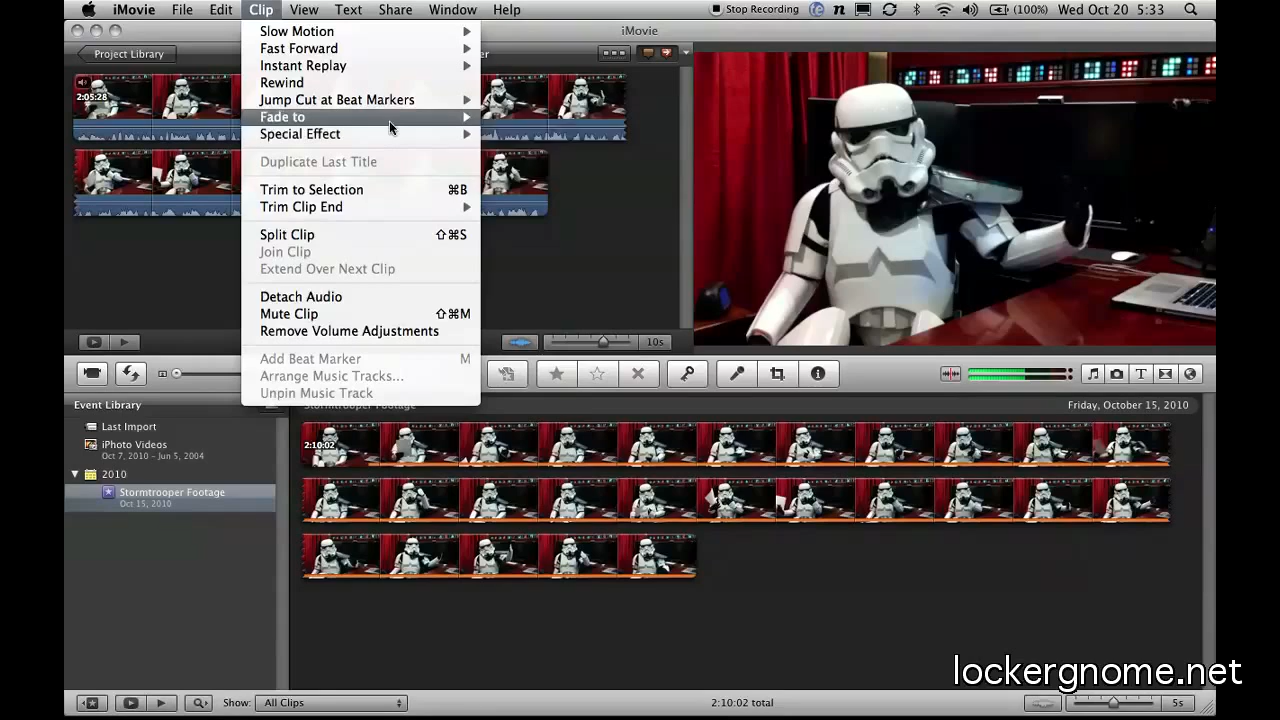 iMovie File Edit Clip View Text Share Window Help Stop Recording (100%) Wed Oct 20 5:33
iMovie
Project Library
er
2:05:28
Slow Motion
Fast Forward
Instant Replay
Rewind
Jump Cut at Beat Markers
Fade to
Special Effect
Duplicate Last Title
Trim to Selection ⌘B
Trim Clip End
Split Clip ⇧⌘S
Join Clip
Extend Over Next Clip
Detach Audio
Mute Clip ⇧⌘M
Remove Volume Adjustments
Add Beat Marker M
Arrange Music Tracks...
Unpin Music Track
10s
Event Library
Last Import
iPhoto Videos
Oct 7, 2010 – Jun 5, 2004
2010
Stormtrooper Footage
Oct 15, 2010
Stormtrooper Footage Friday, October 15, 2010
2:10:02
lockergnome.net
Show: All Clips 2:10:02 total 5s